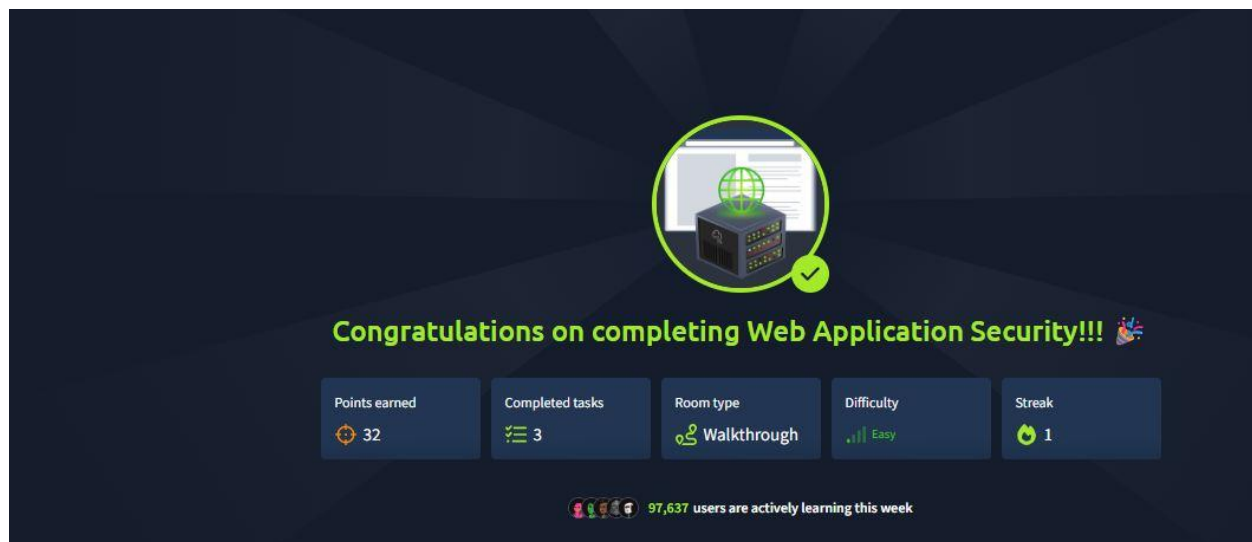 Congratulations on completing Web Application Security!!! 🎉
Points earned
32
Completed tasks
3
Room type
Walkthrough
Difficulty
Easy
Streak
1
97,637 users are actively learning this week